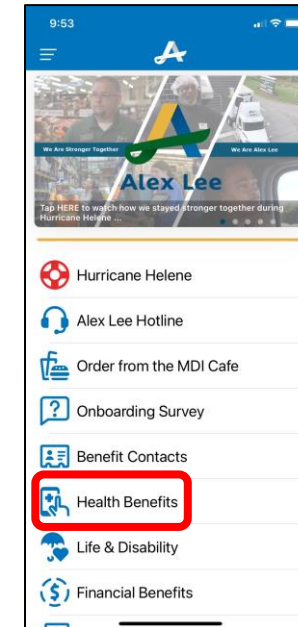 9:53
We Are Stronger Together
We Are Alex Lee
Alex Lee
Tap HERE to watch how we stayed stronger together during
Hurricane Helene ...
Hurricane Helene
Alex Lee Hotline
Order from the MDI Cafe
Onboarding Survey
Benefit Contacts
Health Benefits
Life & Disability
Financial Benefits